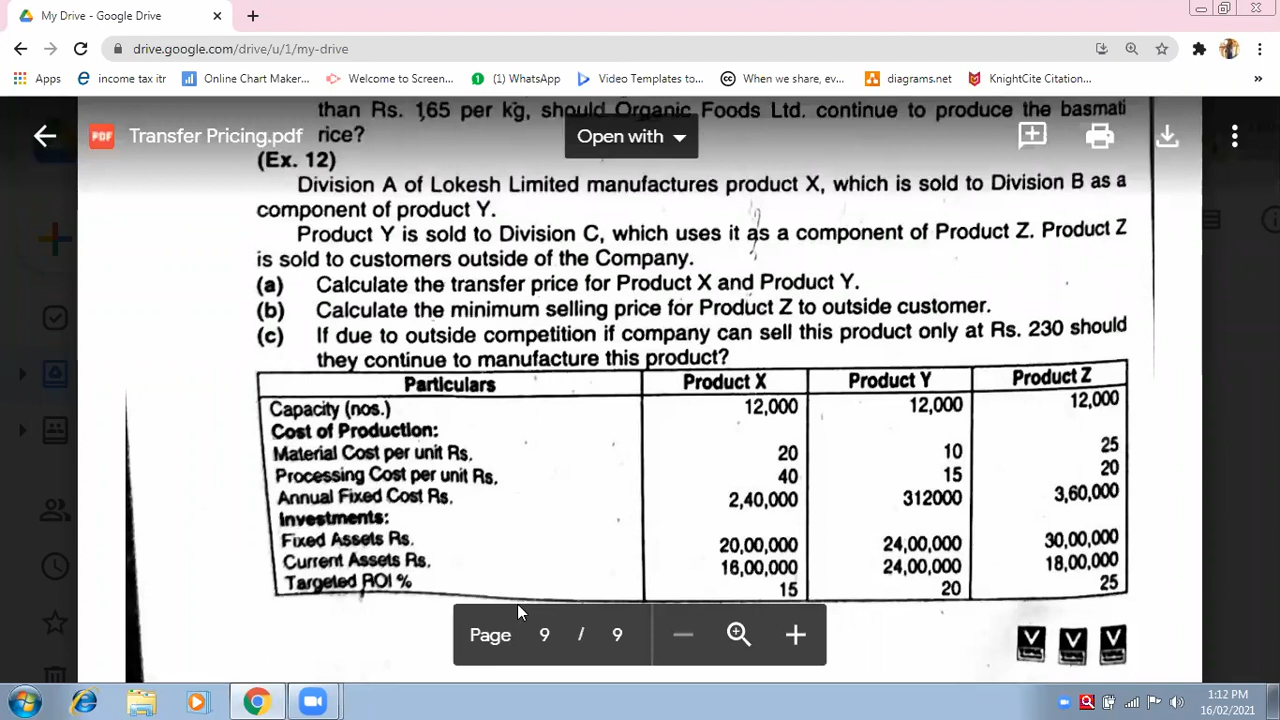 My Drive - Google Drive
drive.google.com/drive/u/1/my-drive
Apps income tax itr Online Chart Maker... Welcome to Screen... (1) WhatsApp Video Templates to... When we share, ev... diagrams.net KnightCite Citation... »
than Rs. 165 per kg, should Organic Foods Ltd. continue to produce the basmati
PDF Transfer Pricing.pdf rice? Open with
(Ex. 12)
Division A of Lokesh Limited manufactures product X, which is sold to Division B as a
component of product Y.
Product Y is sold to Division C, which uses it as a component of Product Z. Product Z
is sold to customers outside of the Company.
(a) Calculate the transfer price for Product X and Product Y.
(b) Calculate the minimum selling price for Product Z to outside customer.
(c) If due to outside competition if company can sell this product only at Rs. 230 should
they continue to manufacture this product?
Particulars Product X Product Y Product Z
Capacity (nos.) 12,000 12,000 12,000
Cost of Production:
Material Cost per unit Rs. 20 10 25
Processing Cost per unit Rs. 40 15 20
Annual Fixed Cost Rs. 2,40,000 312000 3,60,000
Investments:
Fixed Assets Rs. 20,00,000 24,00,000 30,00,000
Current Assets Rs. 16,00,000 24,00,000 18,00,000
Targeted ROI % 15 20 25
Page 9 / 9
V V V
1:12 PM
16/02/2021